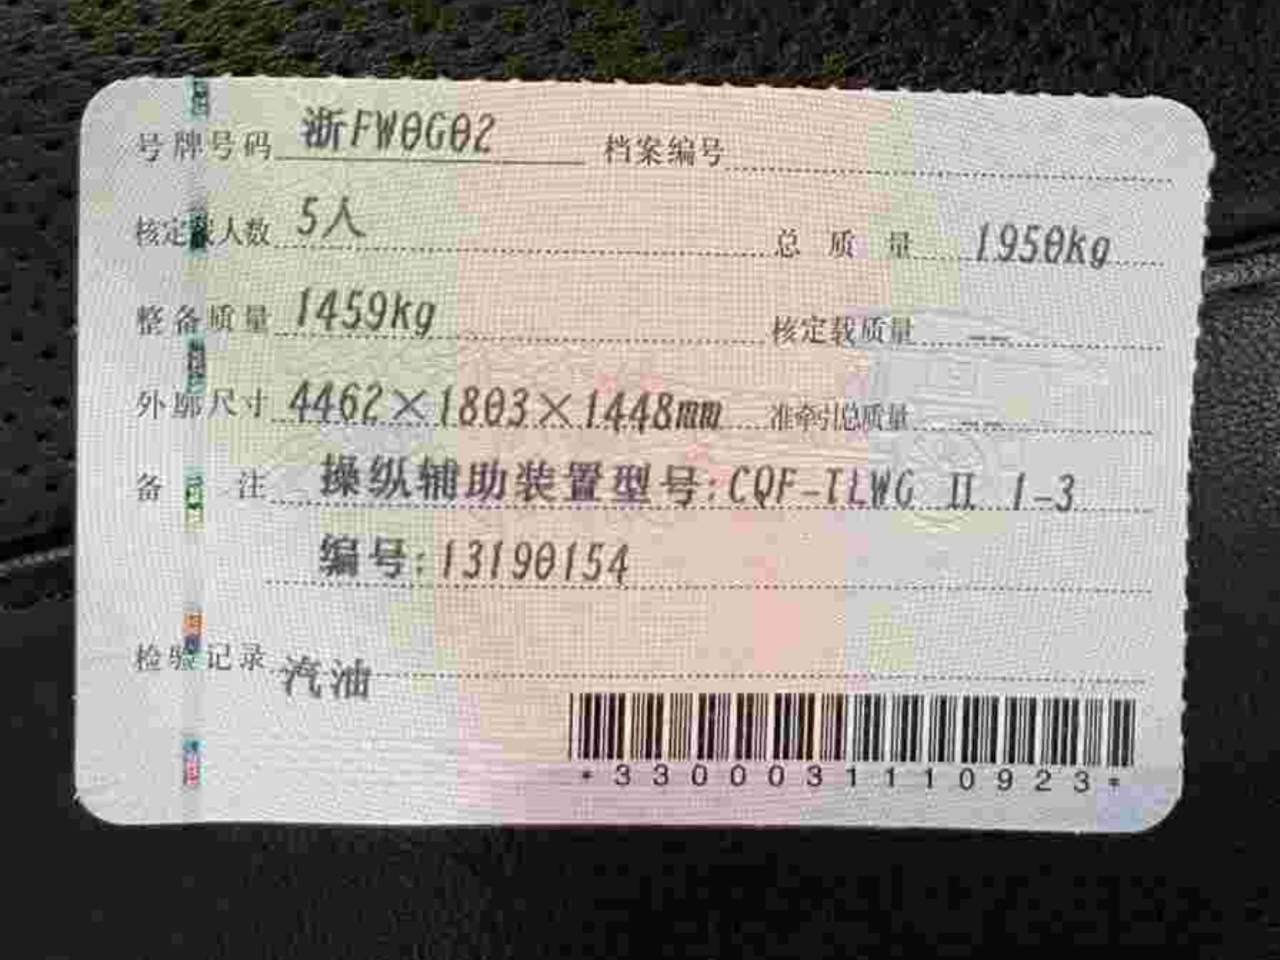 号牌号码 浙FW0G02 档案编号
核定载人数 5人 总质量 1950kg
整备质量 1459kg 核定载质量 --
外廓尺寸 4462×1803×1448mm 准牵引总质量 --
备注 操纵辅助装置型号:CQF-TLWG II 1-3
编号:13190154
检验记录 汽油
*3300031110923*